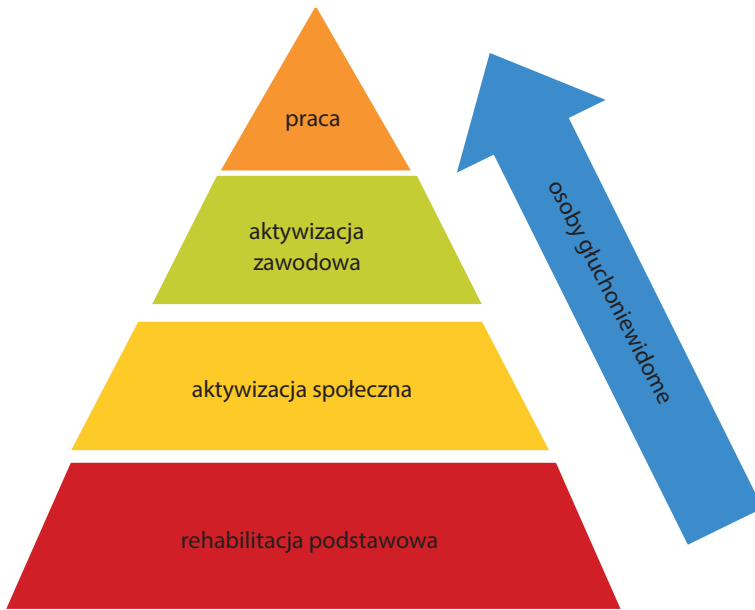 praca
aktywizacja
zawodowa
aktywizacja społeczna
rehabilitacja podstawowa
osoby głuchoniewidome